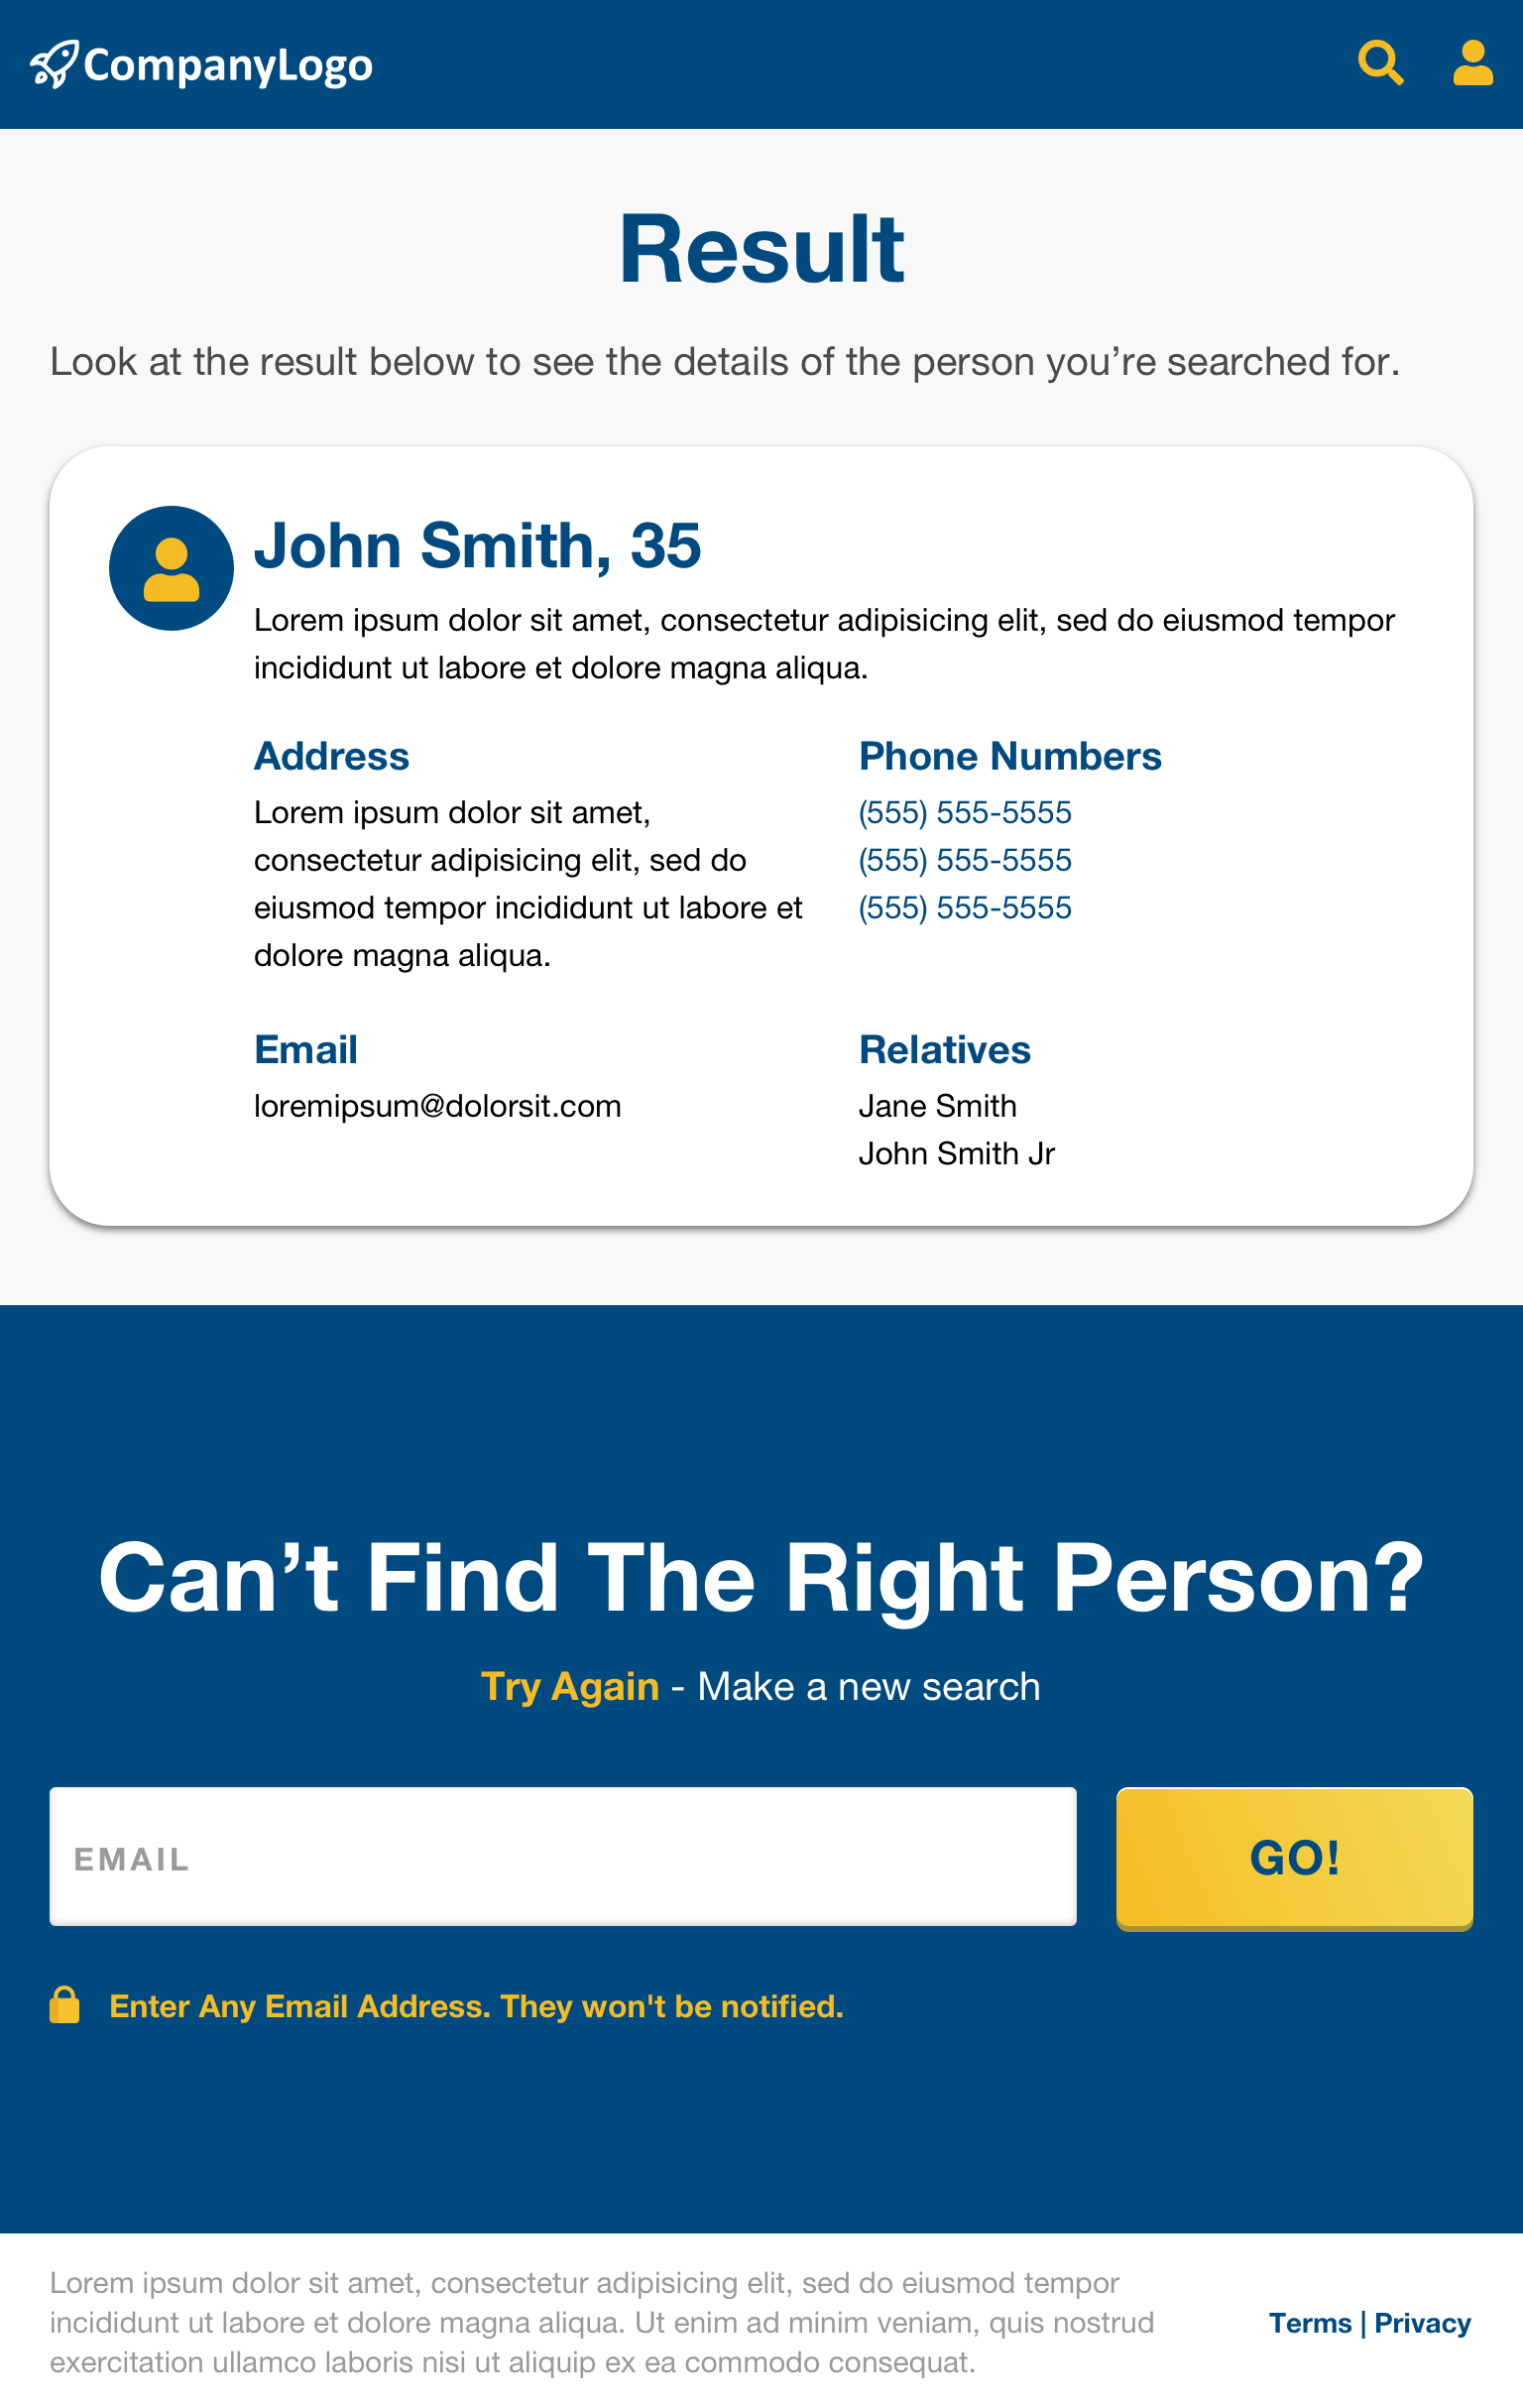 CompanyLogo
Result
Look at the result below to see the details of the person you’re searched for.
John Smith, 35
Lorem ipsum dolor sit amet, consectetur adipisicing elit, sed do eiusmod tempor
incididunt ut labore et dolore magna aliqua.
Address
Lorem ipsum dolor sit amet,
consectetur adipisicing elit, sed do
eiusmod tempor incididunt ut labore et
dolore magna aliqua.
Phone Numbers
(555) 555-5555
(555) 555-5555
(555) 555-5555
Email
loremipsum@dolorsit.com
Relatives
Jane Smith
John Smith Jr
Can’t Find The Right Person?
Try Again - Make a new search
EMAIL
GO!
Enter Any Email Address. They won't be notified.
Lorem ipsum dolor sit amet, consectetur adipisicing elit, sed do eiusmod tempor
incididunt ut labore et dolore magna aliqua. Ut enim ad minim veniam, quis nostrud
exercitation ullamco laboris nisi ut aliquip ex ea commodo consequat.
Terms | Privacy